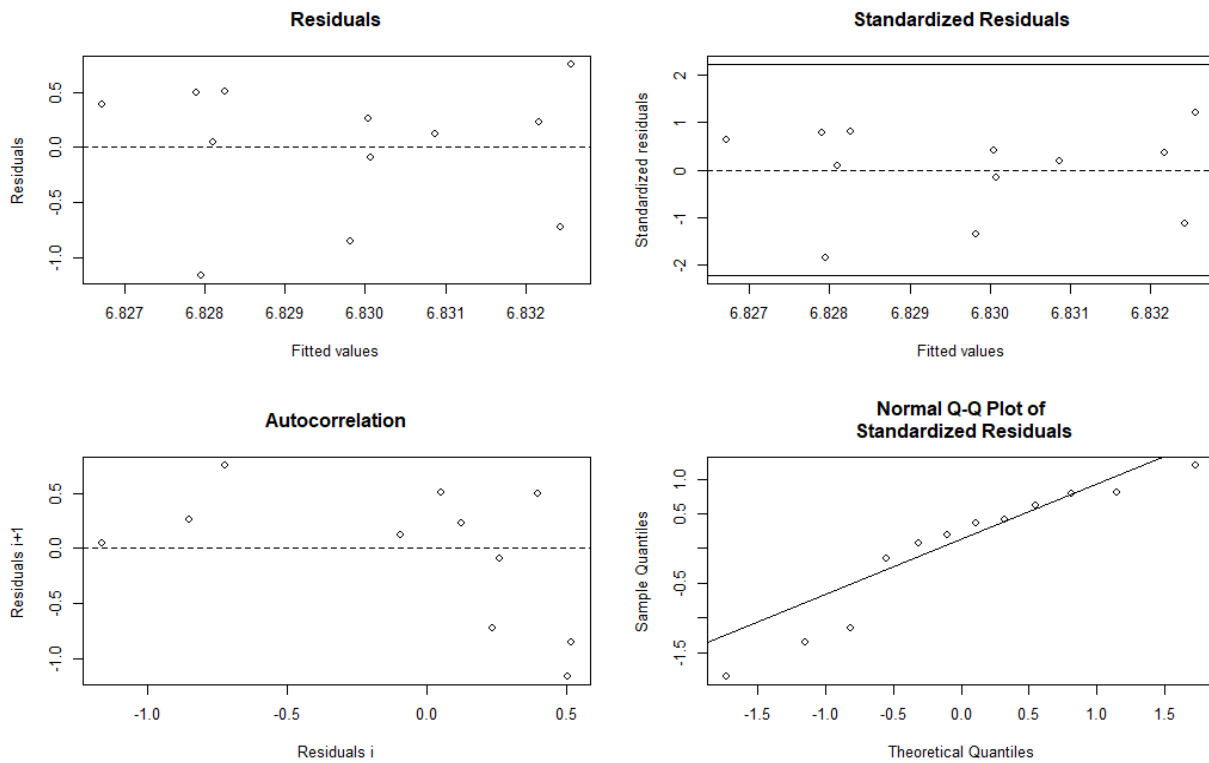 Residuals
Residuals
0.5
0.0
-0.5
-1.0
6.827 6.828 6.829 6.830 6.831 6.832
Fitted values
Standardized Residuals
Standardized residuals
2
1
0
-1
-2
6.827 6.828 6.829 6.830 6.831 6.832
Fitted values
Autocorrelation
Residuals i+1
0.5
0.0
-0.5
-1.0
-1.0 -0.5 0.0 0.5
Residuals i
Normal Q-Q Plot of
Standardized Residuals
Sample Quantiles
1.0
0.5
-0.5
-1.5
-1.5 -1.0 -0.5 0.0 0.5 1.0 1.5
Theoretical Quantiles